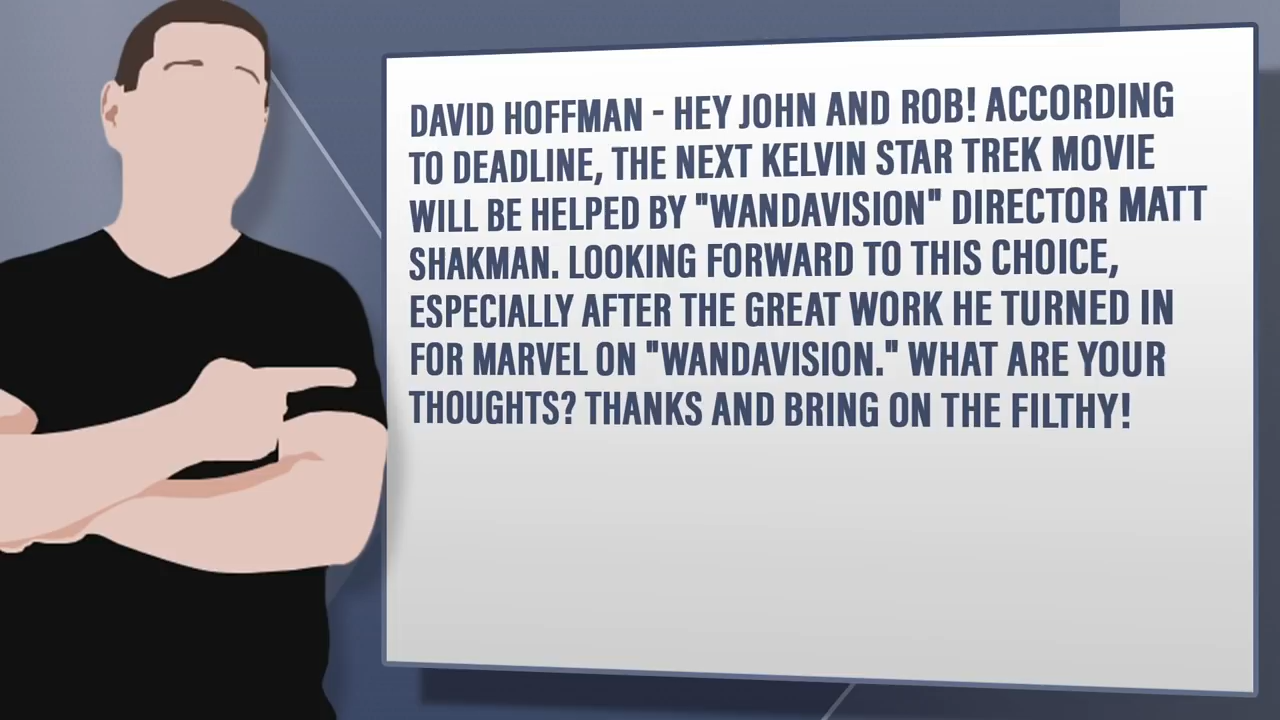 DAVID HOFFMAN - HEY JOHN AND ROB! ACCORDING
TO DEADLINE, THE NEXT KELVIN STAR TREK MOVIE
WILL BE HELPED BY "WANDAVISION" DIRECTOR MATT
SHAKMAN. LOOKING FORWARD TO THIS CHOICE,
ESPECIALLY AFTER THE GREAT WORK HE TURNED IN
FOR MARVEL ON "WANDAVISION." WHAT ARE YOUR
THOUGHTS? THANKS AND BRING ON THE FILTHY!